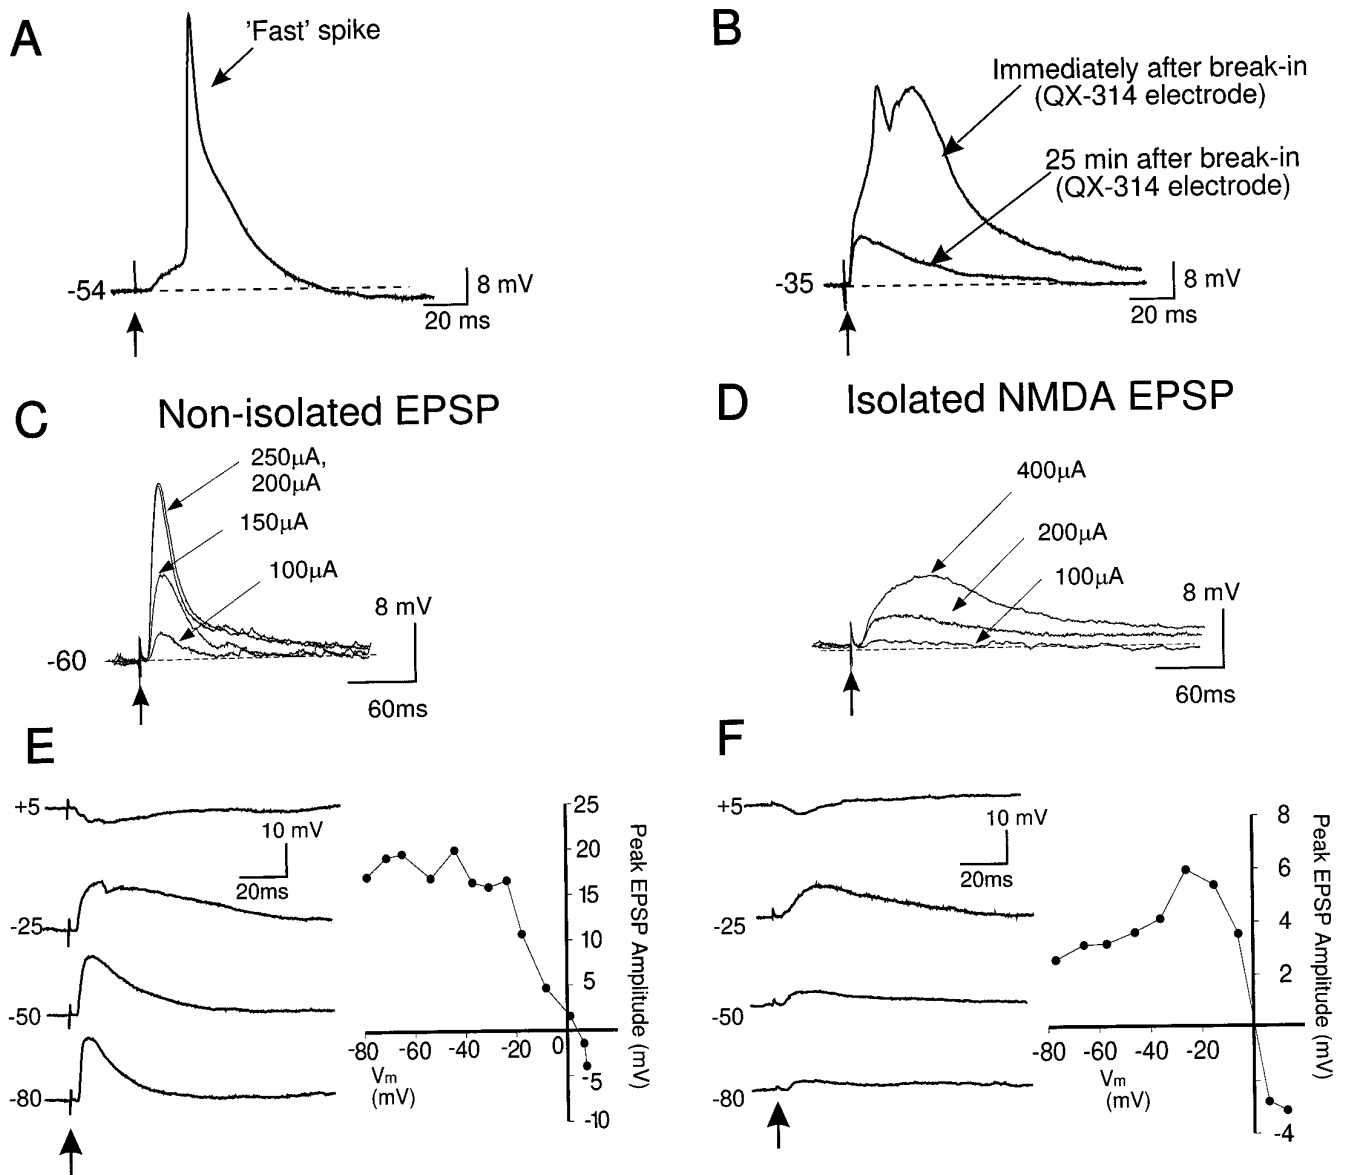 A
'Fast' spike
-54
8 mV
20 ms
B
Immediately after break-in
(QX-314 electrode)
25 min after break-in
(QX-314 electrode)
-35
8 mV
20 ms
C
Non-isolated EPSP
250µA,
200µA
150µA
100µA
8 mV
-60
60ms
D
Isolated NMDA EPSP
400µA
200µA
100µA
8 mV
60ms
E
+5
10 mV
20ms
-25
-50
-80
25
20
15
10
5
-5
-10
-80 -60 -40 -20 0
Vm
(mV)
Peak EPSP Amplitude (mV)
F
+5
10 mV
20ms
-25
-50
-80
8
6
4
2
-4
-80 -60 -40 -20 0
Vm
(mV)
Peak EPSP Amplitude (mV)